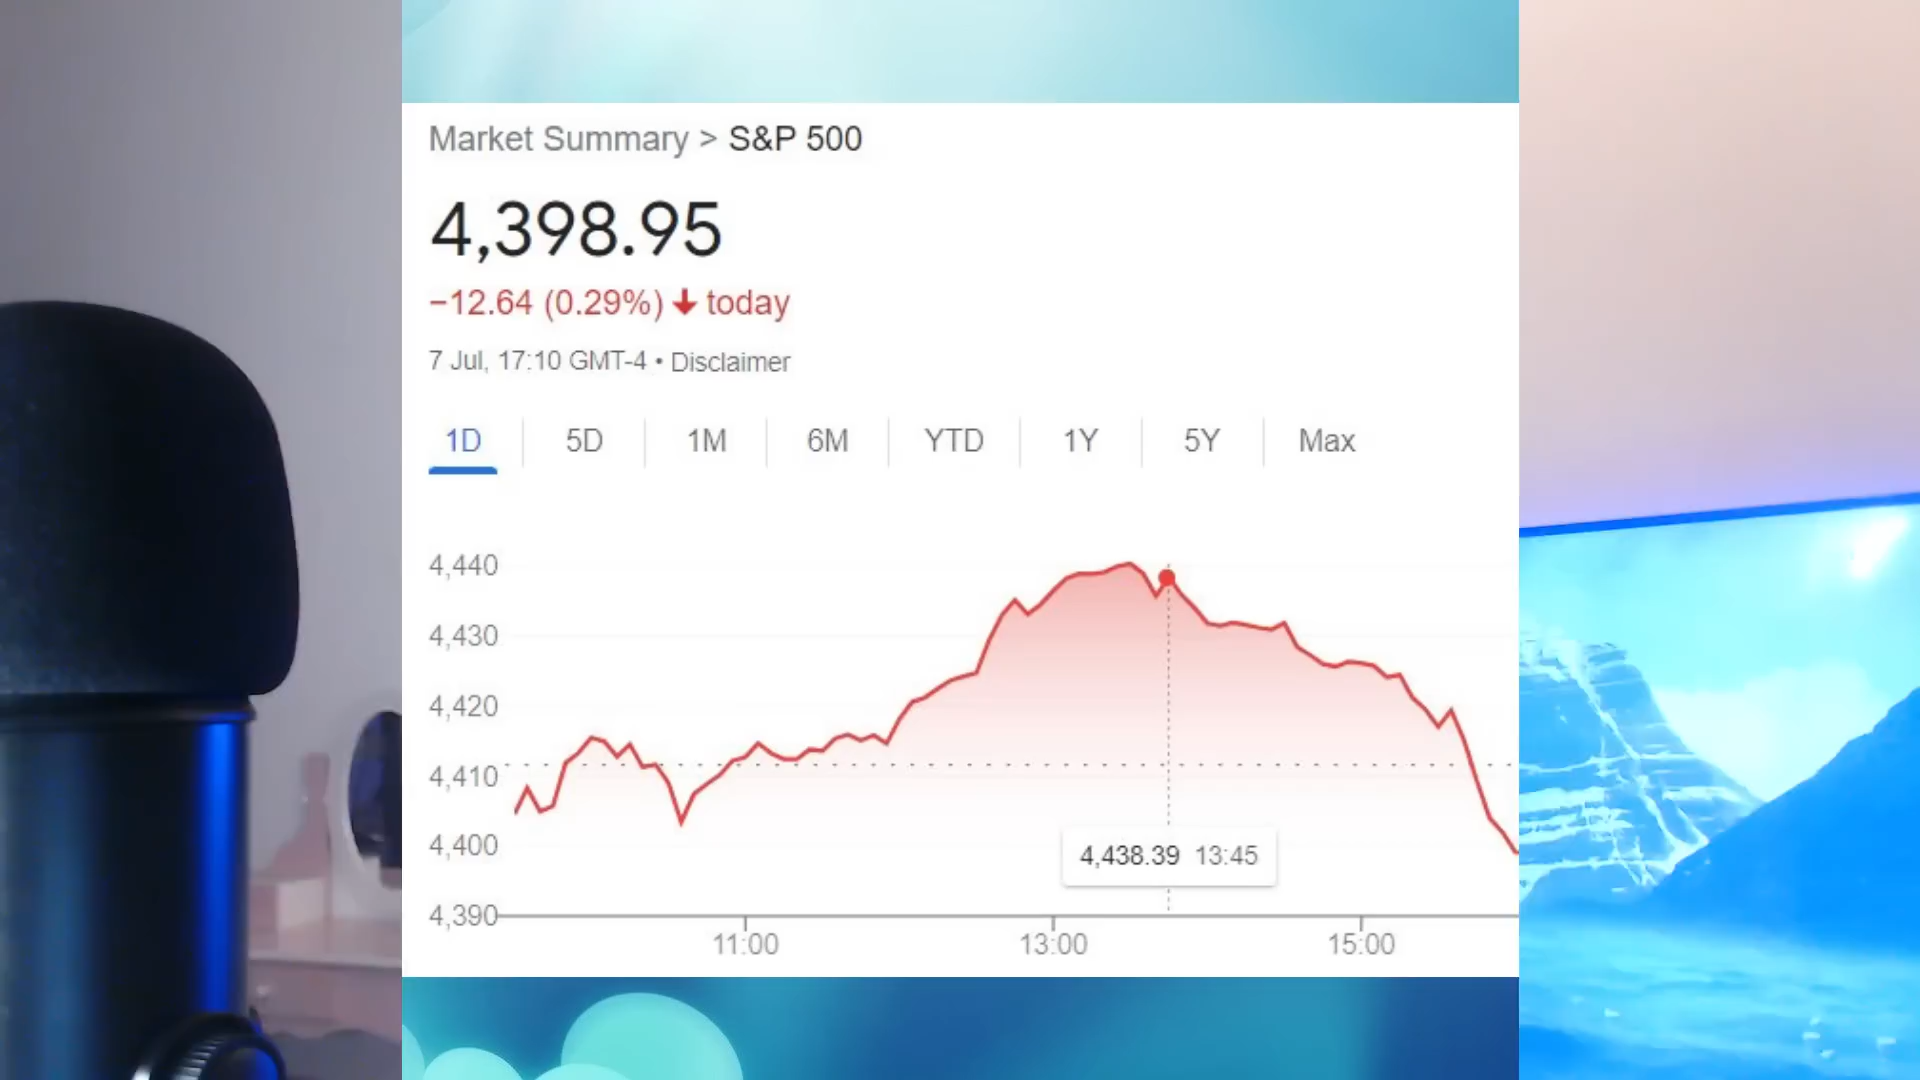 Market Summary > S&P 500
4,398.95
−12.64 (0.29%) ↓ today
7 Jul, 17:10 GMT-4 • Disclaimer
1D 5D 1M 6M YTD 1Y 5Y Max
4,440
4,430
4,420
4,410
4,400
4,438.39 13:45
4,390
11:00 13:00 15:00